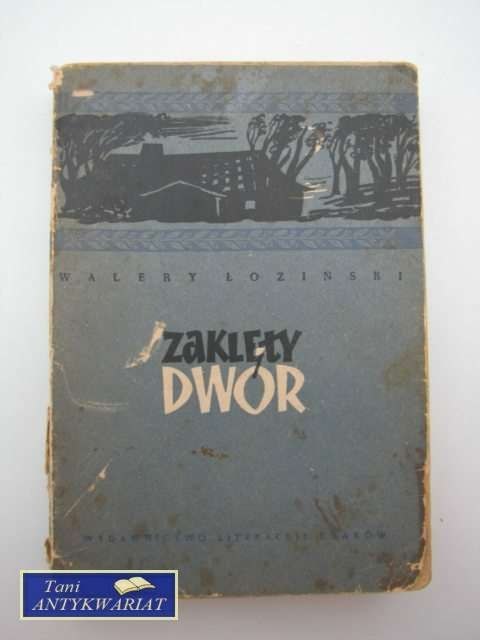 WALERY ŁOZIŃSKI
ZAKLĘTY
DWÓR
WYDAWNICTWO LITERACKIE KRAKÓW
Tani
ANTYKWARIAT